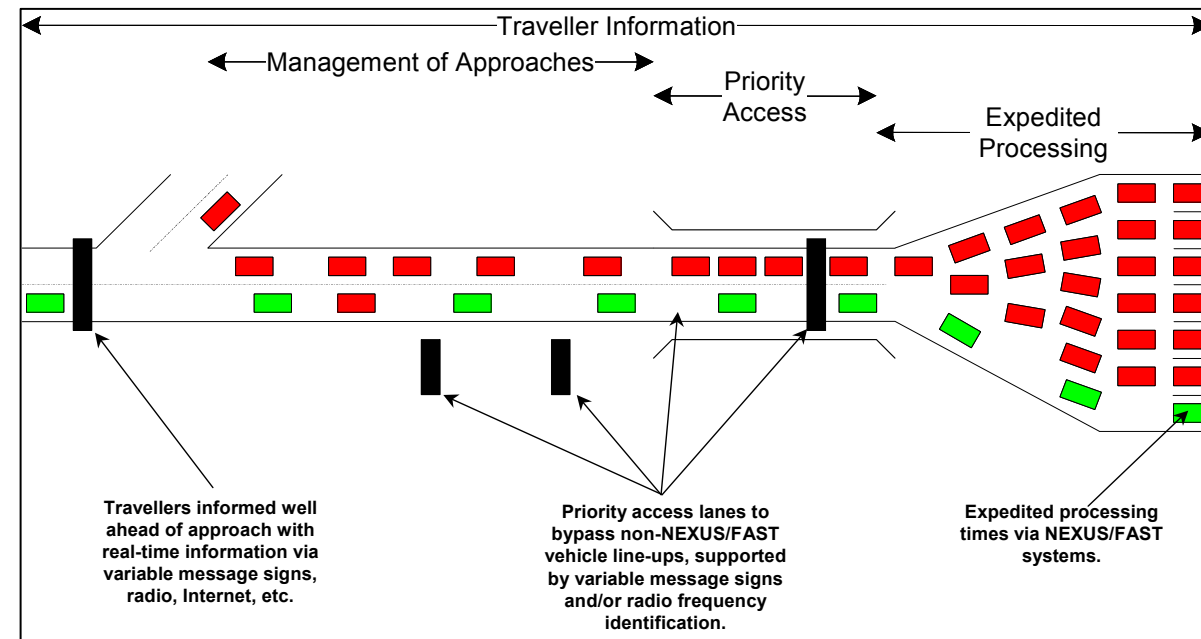 Traveller Information
Management of Approaches
Priority
Access
Expedited
Processing
Travellers informed well
ahead of approach with
real-time information via
variable message signs,
radio, Internet, etc.
Priority access lanes to
bypass non-NEXUS/FAST
vehicle line-ups, supported
by variable message signs
and/or radio frequency
identification.
Expedited processing
times via NEXUS/FAST
systems.